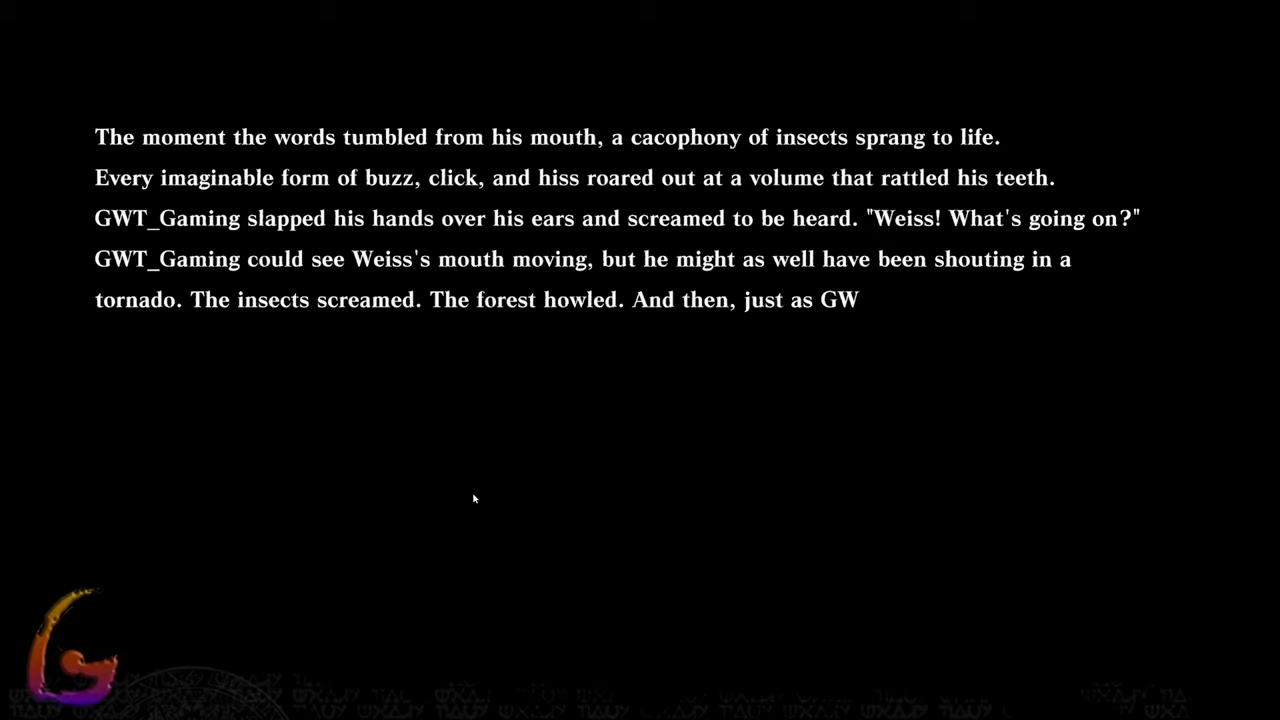 The moment the words tumbled from his mouth, a cacophony of insects sprang to life.
Every imaginable form of buzz, click, and hiss roared out at a volume that rattled his teeth.
GWT_Gaming slapped his hands over his ears and screamed to be heard. "Weiss! What's going on?"
GWT_Gaming could see Weiss's mouth moving, but he might as well have been shouting in a
tornado. The insects screamed. The forest howled. And then, just as GW